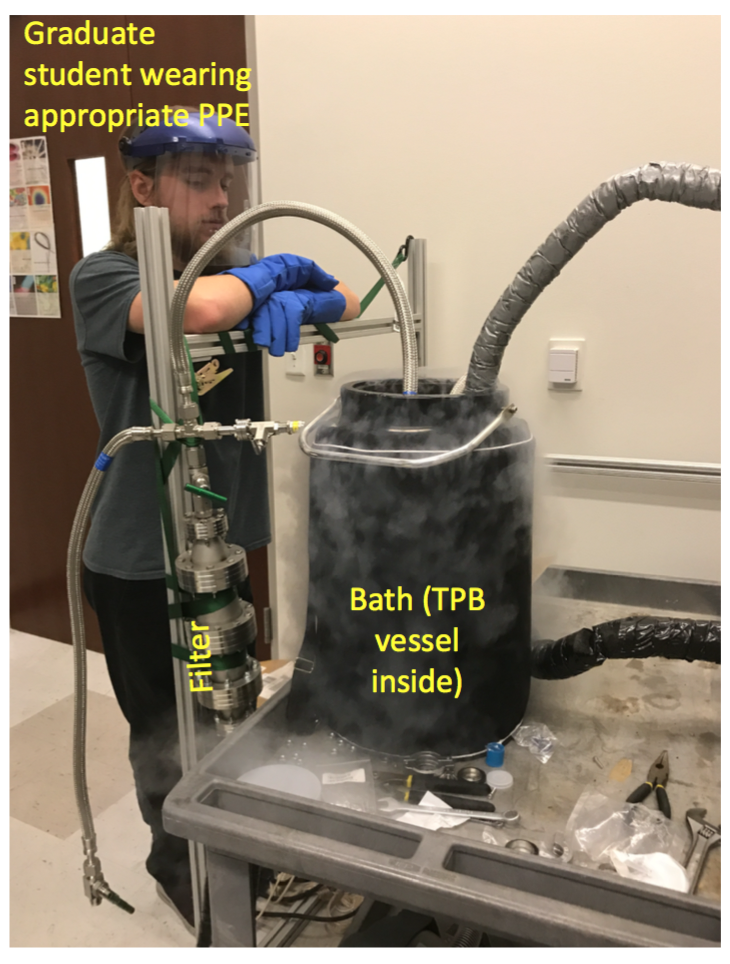 Graduate
student wearing
appropriate PPE
Filter
Bath (TPB
vessel
inside)